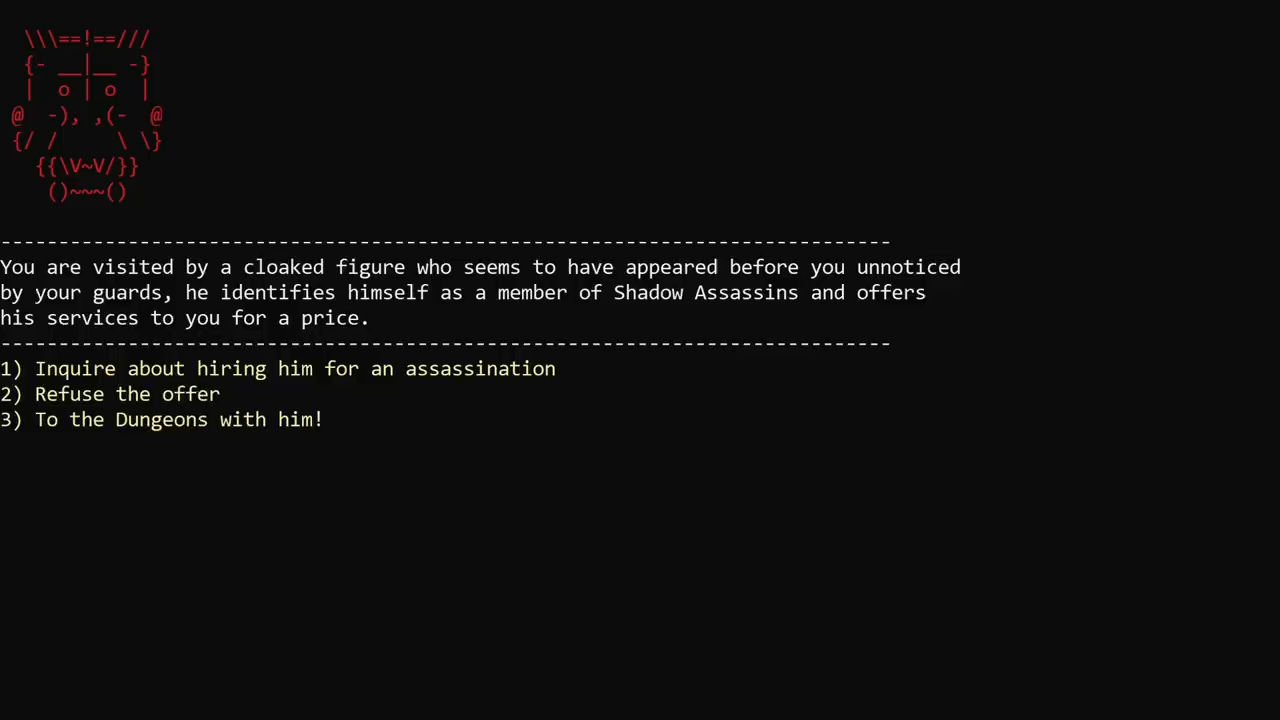 \\\==!==///
{- __|__ -}
|  o | o  |
@  -), ,(-  @
{/ /     \ \}
{{\V~V/}}
()~~~()
-----------------------------------------------------------------------------
You are visited by a cloaked figure who seems to have appeared before you unnoticed
by your guards, he identifies himself as a member of Shadow Assassins and offers
his services to you for a price.
-----------------------------------------------------------------------------
1) Inquire about hiring him for an assassination
2) Refuse the offer
3) To the Dungeons with him!